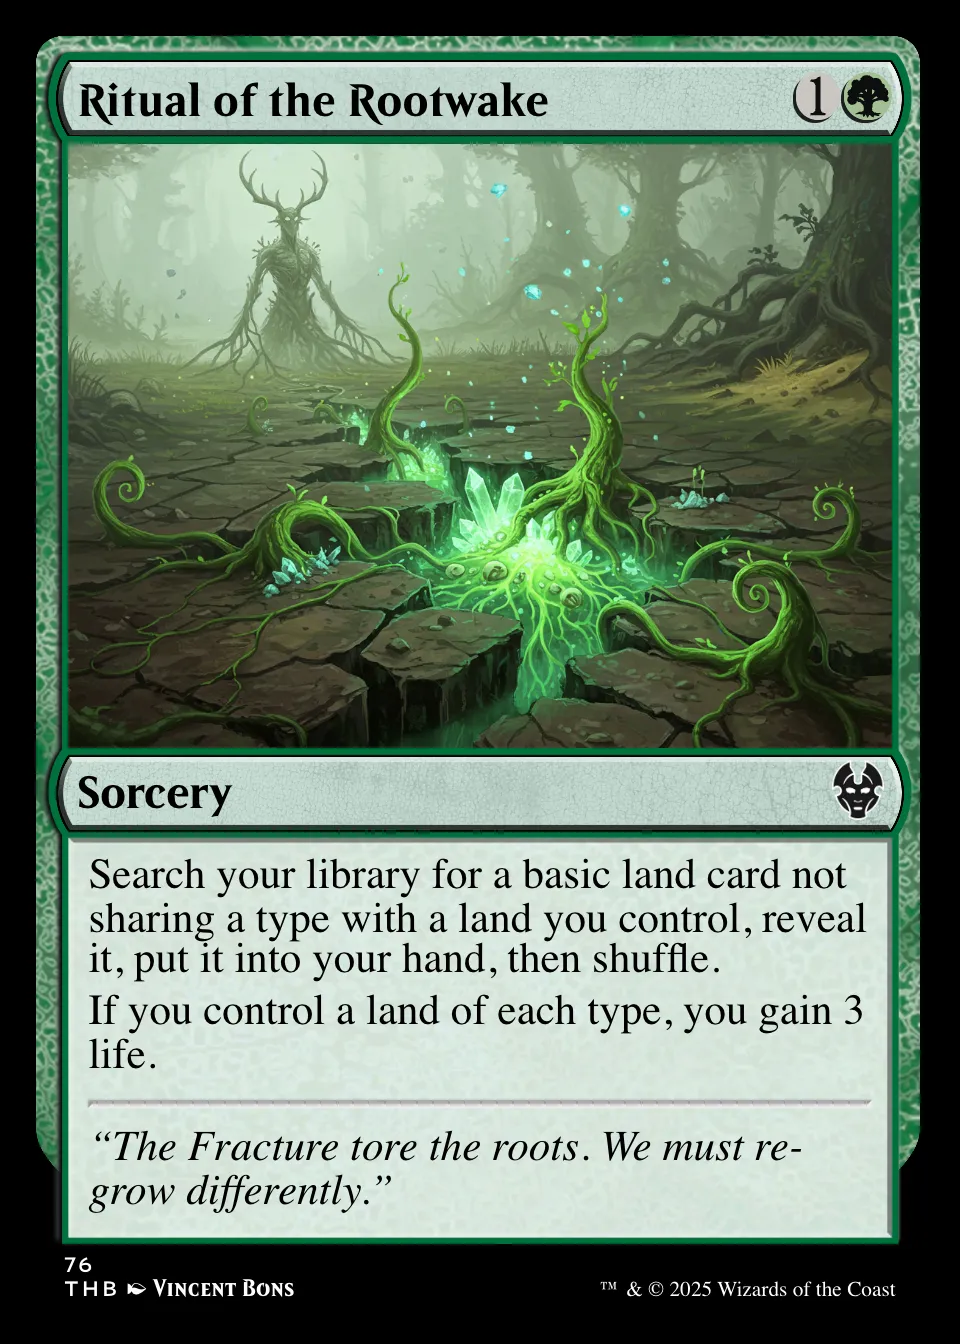 Ritual of the Rootwake
1
Sorcery
Search your library for a basic land card not
sharing a type with a land you control, reveal
it, put it into your hand, then shuffle.
If you control a land of each type, you gain 3
life.
“The Fracture tore the roots. We must re-
grow differently.”
76
THB VINCENT BONS
™ & © 2025 Wizards of the Coast